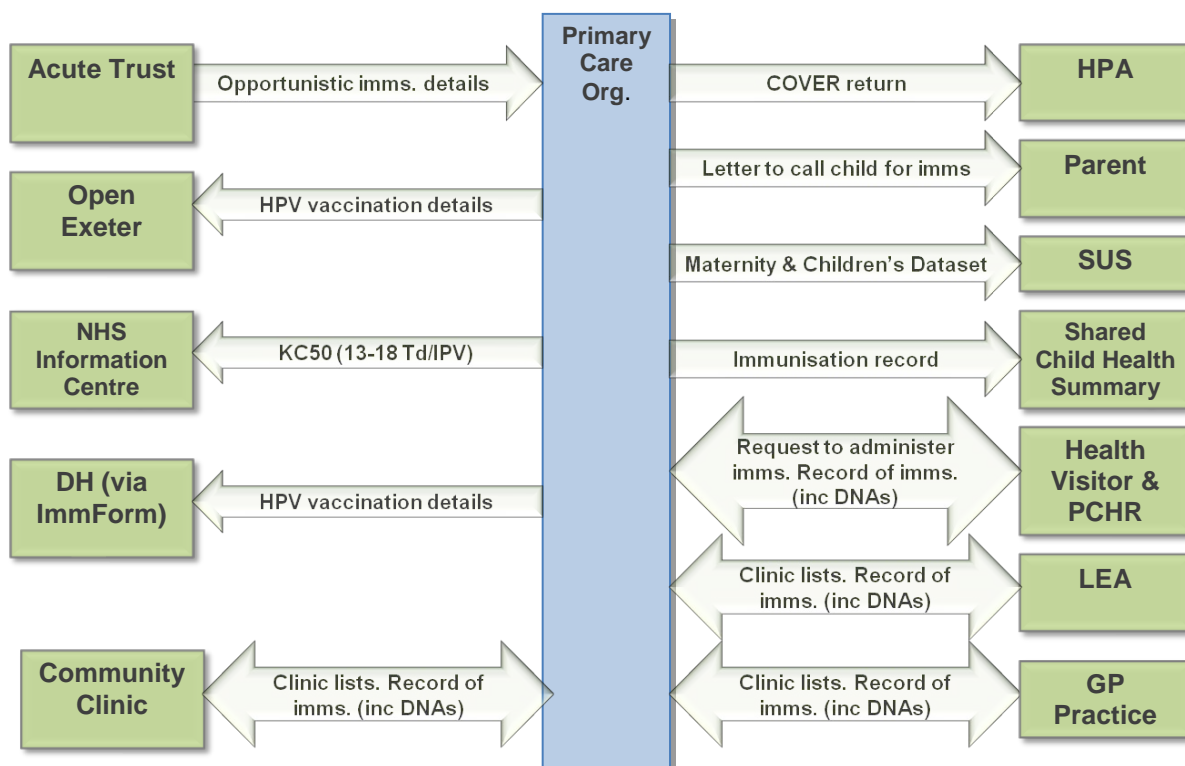 Primary
Care
Org.
Acute Trust
Opportunistic imms. details
COVER return
HPA
Open
Exeter
HPV vaccination details
Letter to call child for imms
Parent
Maternity & Children's Dataset
SUS
NHS
Information
Centre
KC50 (13-18 Td/IPV)
Immunisation record
Shared
Child Health
Summary
DH (via
ImmForm)
HPV vaccination details
Request to administer
imms. Record of imms.
(inc DNAs)
Health
Visitor &
PCHR
Clinic lists. Record of
imms. (inc DNAs)
LEA
Community
Clinic
Clinic lists. Record of
imms. (inc DNAs)
Clinic lists. Record of
imms. (inc DNAs)
GP
Practice